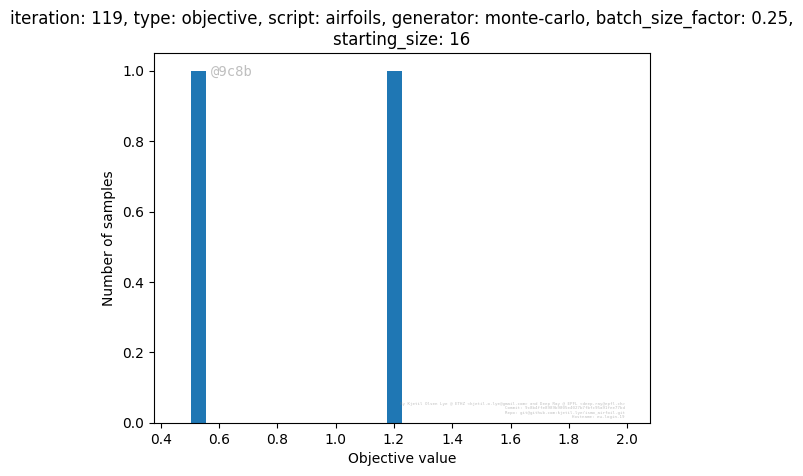 iteration: 119, type: objective, script: airfoils, generator: monte-carlo, batch_size_factor: 0.25,
starting_size: 16
@9c8b
1.0
0.8
0.6
0.4
0.2
0.0
Number of samples
0.4 0.6 0.8 1.0 1.2 1.4 1.6 1.8 2.0
Objective value